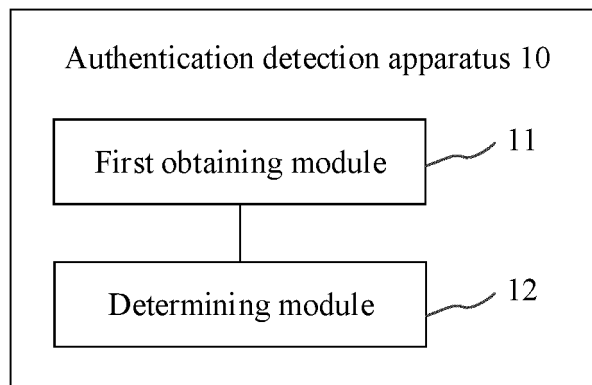 Authentication detection apparatus 10
First obtaining module
11
Determining module
12